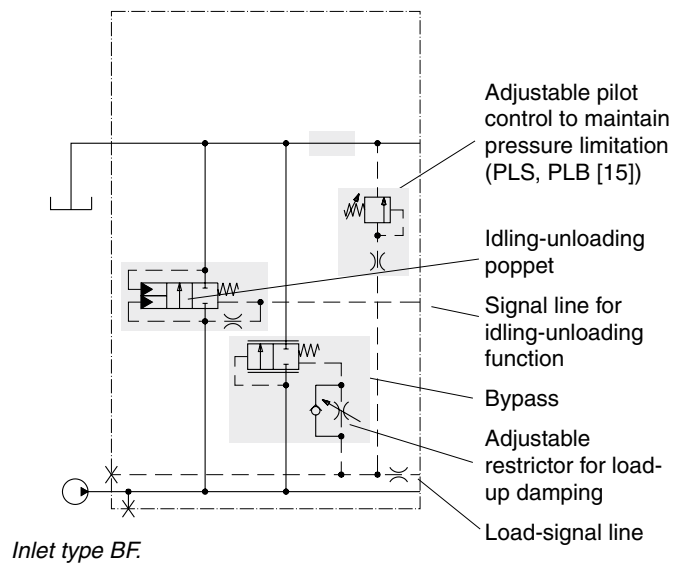 Adjustable pilot
control to maintain
pressure limitation
(PLS, PLB [15])
Idling-unloading
poppet
Signal line for
idling-unloading
function
Bypass
Adjustable
restrictor for load-
up damping
Load-signal line
Inlet type BF.